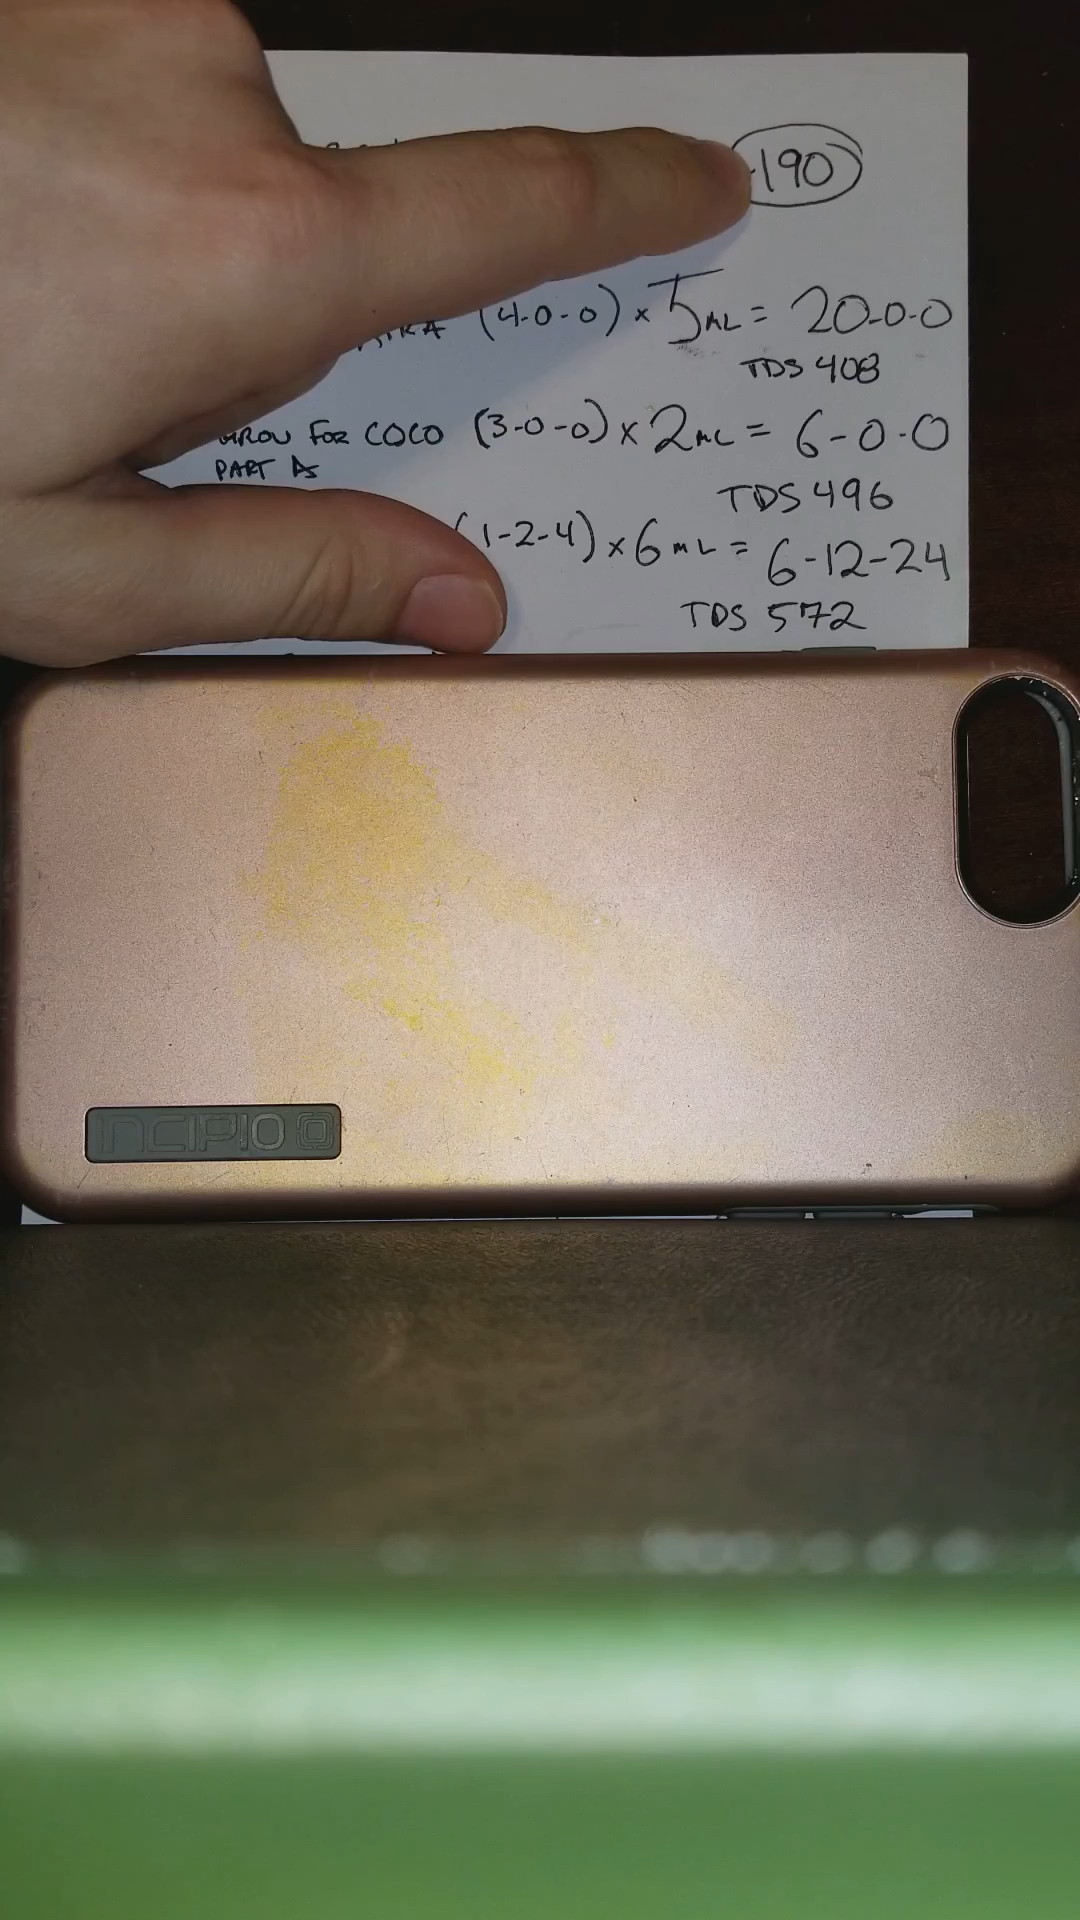 190
(4-0-0) x 5ML = 20-0-0
TDS 408
GROW FOR COCO (3-0-0) x 2ML = 6-0-0
PART A
TDS 496
(1-2-4) x 6ML = 6-12-24
TDS 572
INCIPIO